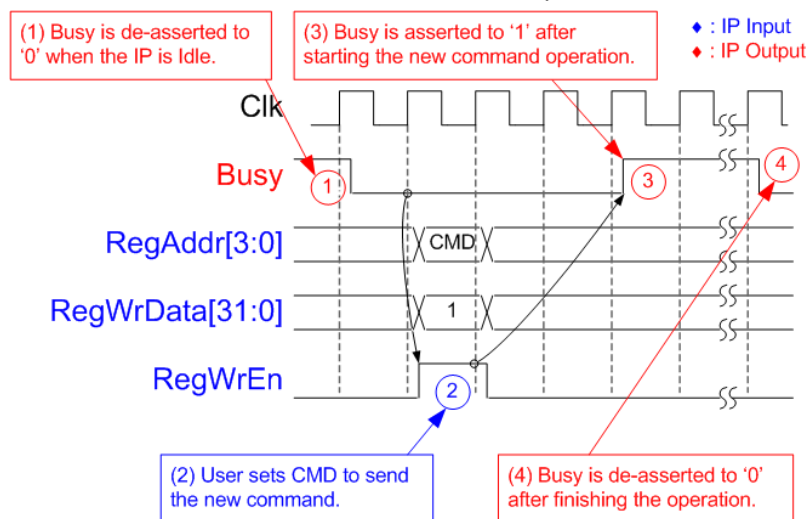 (1) Busy is de-asserted to
‘0’ when the IP is Idle.
(3) Busy is asserted to ‘1’ after
starting the new command operation.
♦ : IP Input
♦ : IP Output
Clk
Busy
1
3
4
RegAddr[3:0]
CMD
RegWrData[31:0]
1
RegWrEn
2
(2) User sets CMD to send
the new command.
(4) Busy is de-asserted to ‘0’
after finishing the operation.